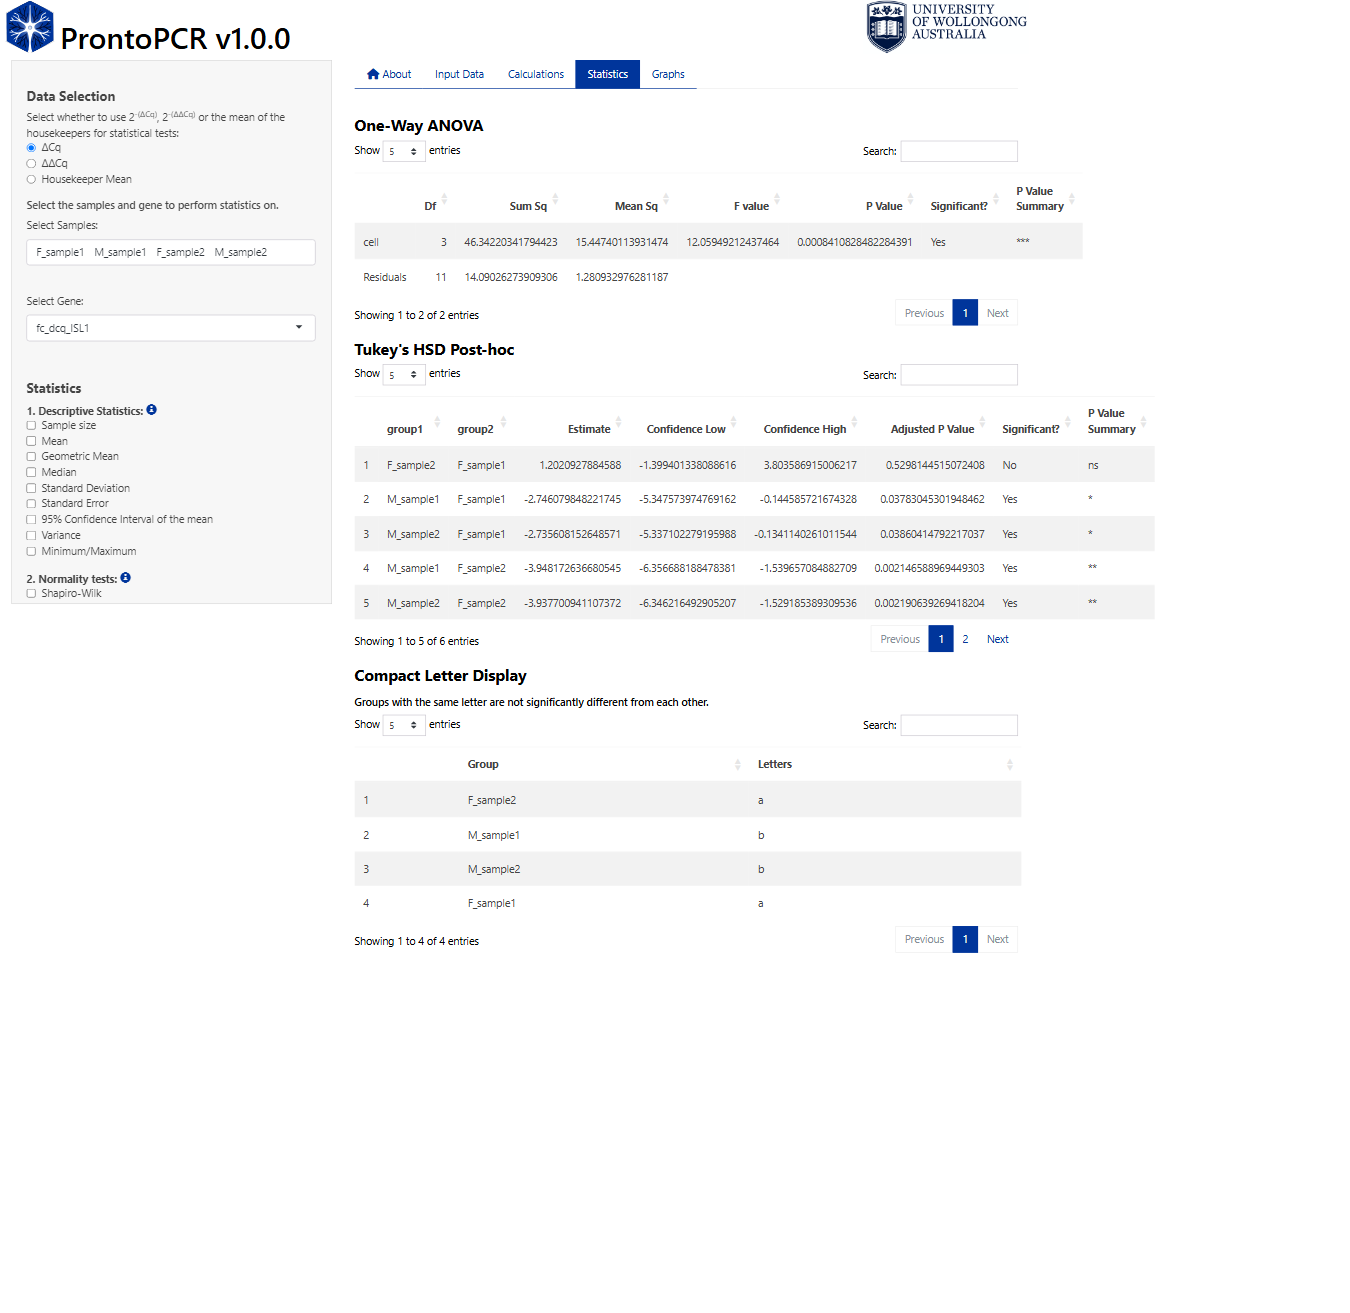 ProntoPCR v1.0.0
UNIVERSITY
OF WOLLONGONG
AUSTRALIA
About Input Data Calculations Statistics Graphs
Data Selection
Select whether to use 2-(ΔCq), 2-(ΔΔCq) or the mean of the
housekeepers for statistical tests:
ΔCq
ΔΔCq
Housekeeper Mean
Select the samples and gene to perform statistics on.
Select Samples:
F_sample1 M_sample1 F_sample2 M_sample2
Select Gene:
fc_dcq_ISL1
Statistics
1. Descriptive Statistics:
Sample size
Mean
Geometric Mean
Median
Standard Deviation
Standard Error
95% Confidence Interval of the mean
Variance
Minimum/Maximum
2. Normality tests:
Shapiro-Wilk
One-Way ANOVA
Show 5 entries Search:
Df Sum Sq Mean Sq F value P Value Significant? P Value Summary
cell 3 46.34220341794423 15.44740113931474 12.05949212437464 0.0008410828482284391 Yes ***
Residuals 11 14.09026273909306 1.280932976281187
Showing 1 to 2 of 2 entries Previous 1 Next
Tukey's HSD Post-hoc
Show 5 entries Search:
group1 group2 Estimate Confidence Low Confidence High Adjusted P Value Significant? P Value Summary
1 F_sample2 F_sample1 1.2020927884588 -1.399401338088616 3.803586915006217 0.5298144515072408 No ns
2 M_sample1 F_sample1 -2.746079848221745 -5.347573974769162 -0.144585721674328 0.03783045301948462 Yes *
3 M_sample2 F_sample1 -2.735608152648571 -5.337102279195988 -0.1341140261011544 0.03860414792217037 Yes *
4 M_sample1 F_sample2 -3.948172636680545 -6.356688188478381 -1.539657084882709 0.002146588969449303 Yes **
5 M_sample2 F_sample2 -3.937700941107372 -6.346216492905207 -1.529185389309536 0.002190639269418204 Yes **
Showing 1 to 5 of 6 entries Previous 1 2 Next
Compact Letter Display
Groups with the same letter are not significantly different from each other.
Show 5 entries Search:
Group Letters
1 F_sample2 a
2 M_sample1 b
3 M_sample2 b
4 F_sample1 a
Showing 1 to 4 of 4 entries Previous 1 Next